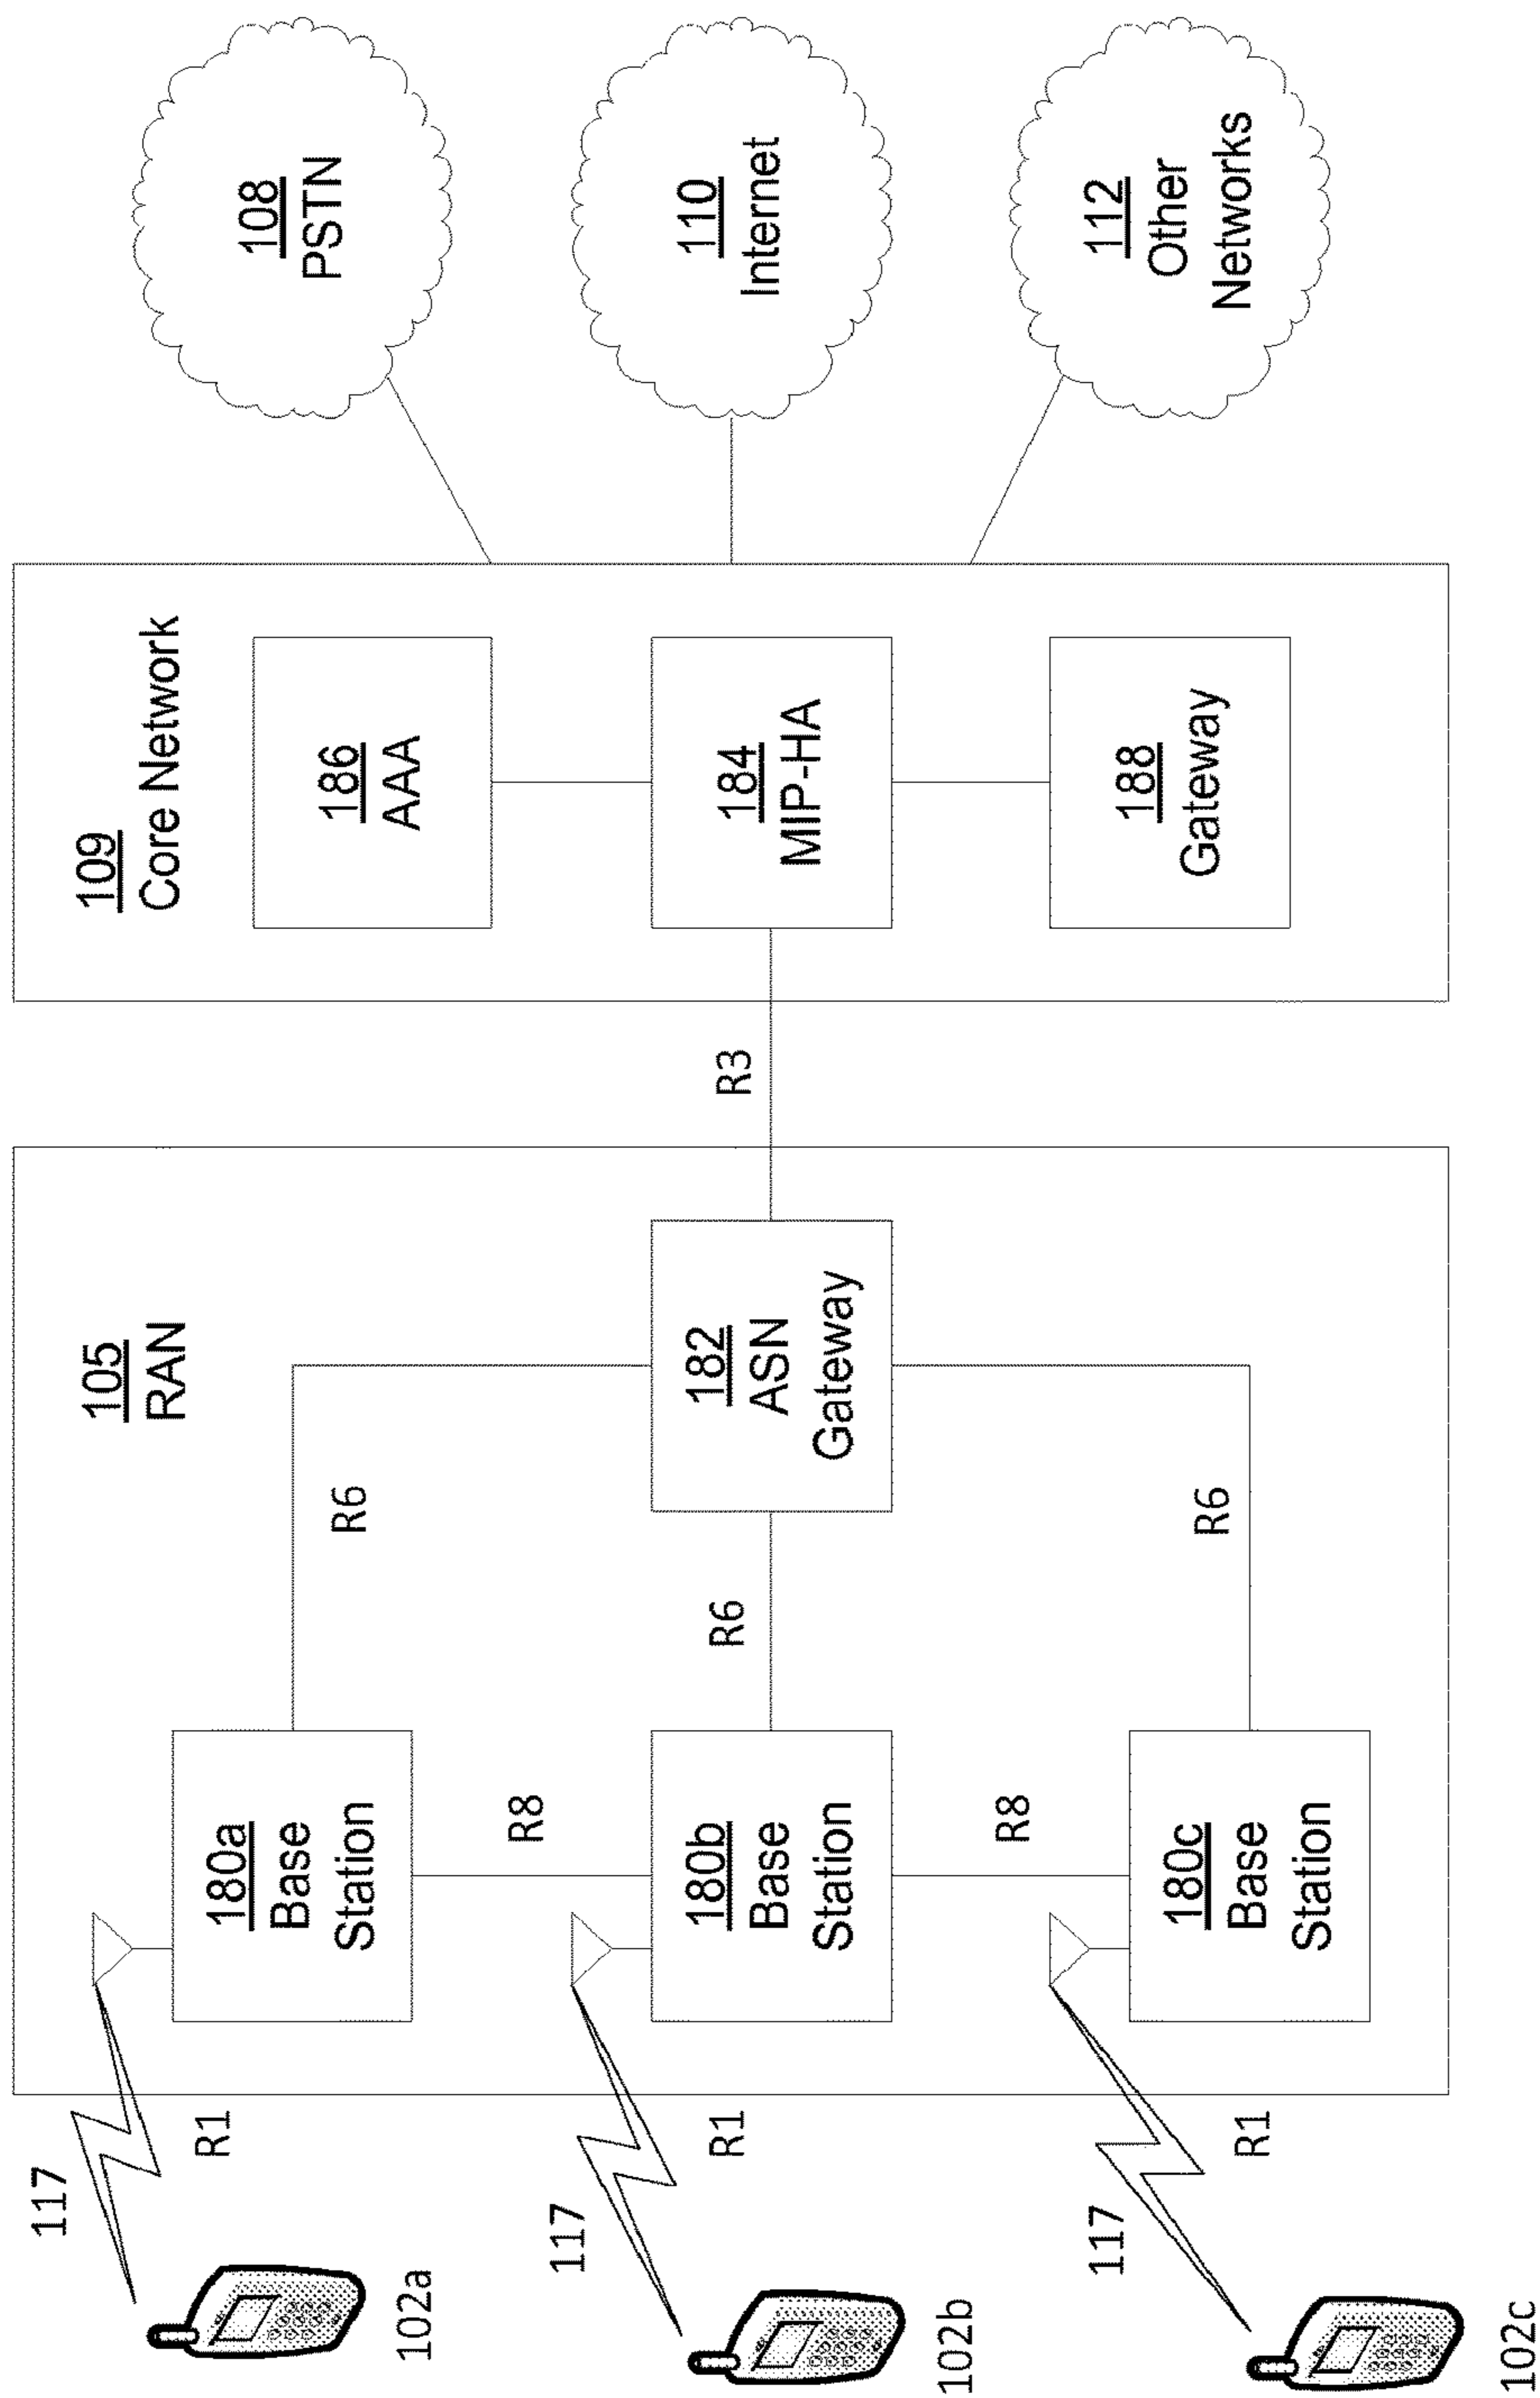 117
R1
102a
117
R1
102b
117
R1
102c
105
RAN
180a
Base
Station
R8
180b
Base
Station
R8
180c
Base
Station
R6
R6
R6
182
ASN
Gateway
R3
109
Core Network
186
AAA
184
MIP-HA
188
Gateway
108
PSTN
110
Internet
112
Other
Networks